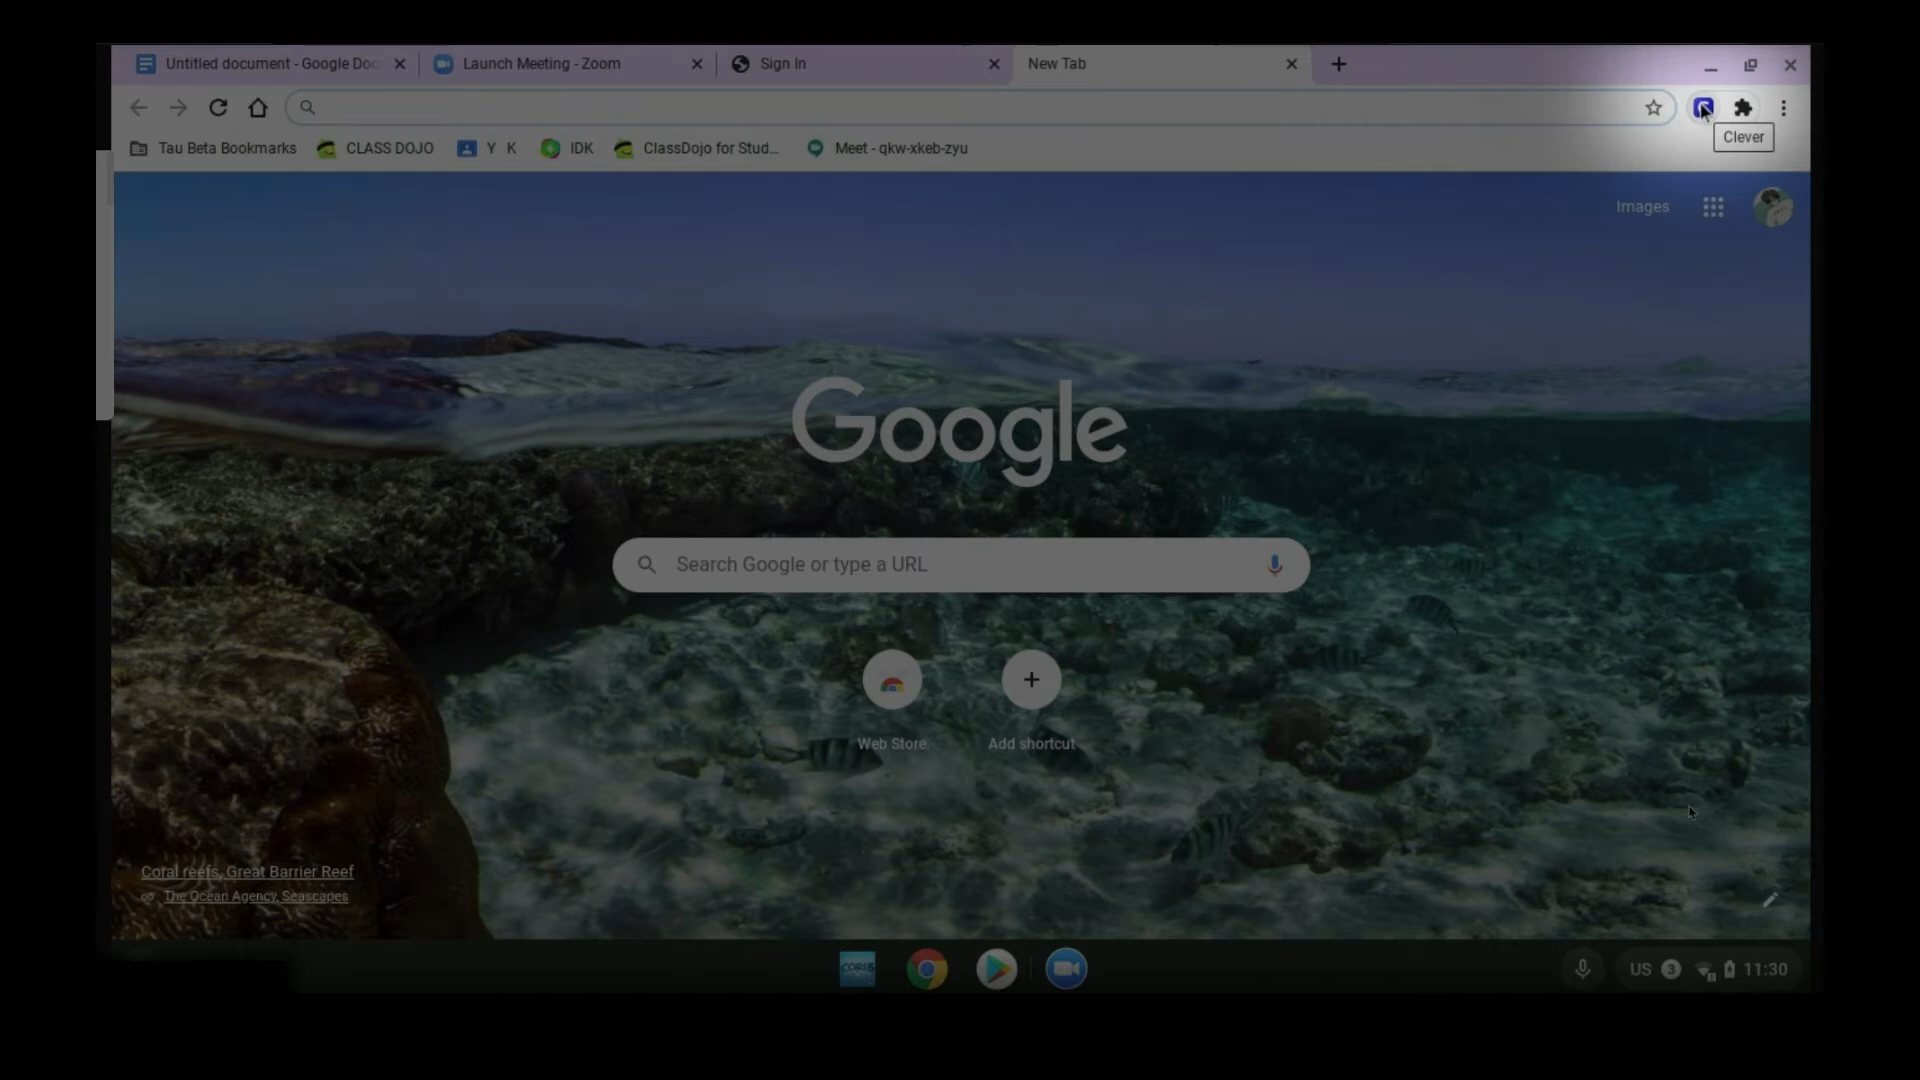 Untitled document - Google Doc
Launch Meeting - Zoom
Sign In
New Tab
Clever
Tau Beta Bookmarks
CLASS DOJO
Y K
IDK
ClassDojo for Stud...
Meet - qkw-xkeb-zyu
Images
Google
Search Google or type a URL
Web Store
Add shortcut
Coral reefs, Great Barrier Reef
The Ocean Agency, Seascapes
CORE5
US 3 11:30